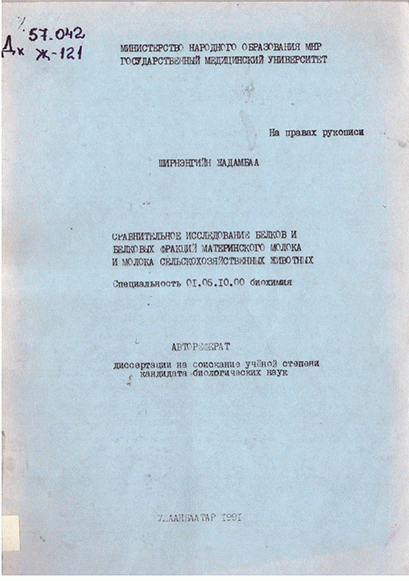 57.042
Дх Ж-121
МИНИСТЕРСТВО НАРОДНОГО ОБРАЗОВАНИЯ МНР
ГОСУДАРСТВЕННЫЙ МЕДИЦИНСКИЙ УНИВЕРСИТЕТ
На правах рукописи
ШИРНЭНГИЙН ЖАДАМБАА
СРАВНИТЕЛЬНОЕ ИССЛЕДОВАНИЕ БЕЛКОВ И
БЕЛКОВЫХ ФРАКЦИЙ МАТЕРИНСКОГО МОЛОКА
И МОЛОКА СЕЛЬСКОХОЗЯЙСТВЕННЫХ ЖИВОТНЫХ
Специальность 01.05.10.00 биохимия
АВТОРЕФЕРАТ
диссертации на соискание учёной степени
кандидата биологических наук
УЛААНБААТАР 1991